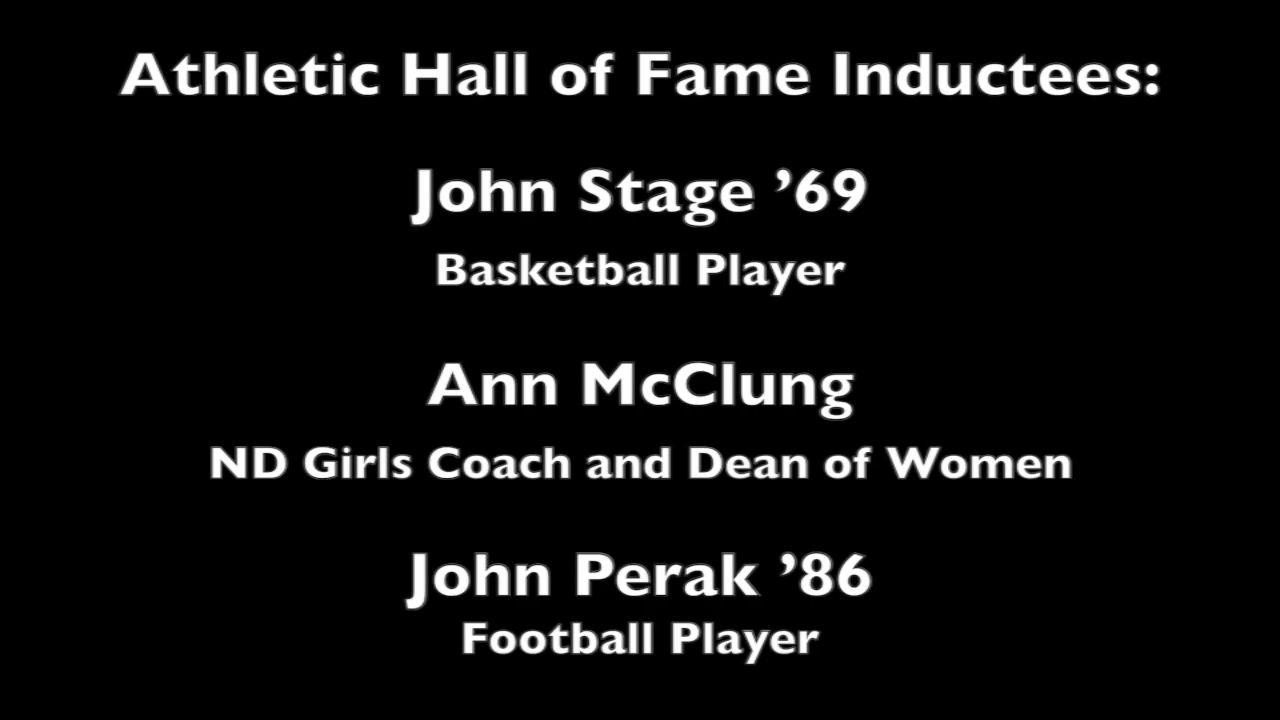 Athletic Hall of Fame Inductees:
John Stage ’69
Basketball Player
Ann McClung
ND Girls Coach and Dean of Women
John Perak ’86
Football Player